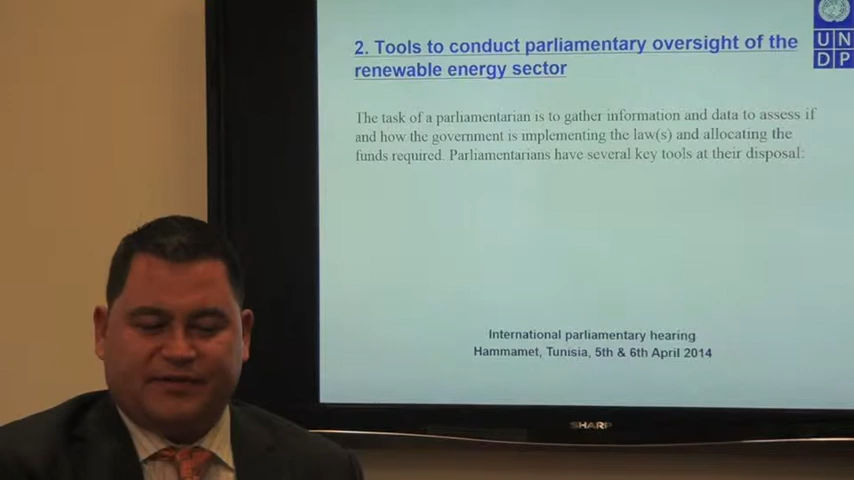 2. Tools to conduct parliamentary oversight of the
renewable energy sector
U N
D P
The task of a parliamentarian is to gather information and data to assess if
and how the government is implementing the law(s) and allocating the
funds required. Parliamentarians have several key tools at their disposal:
International parliamentary hearing
Hammamet, Tunisia, 5th & 6th April 2014
SHARP